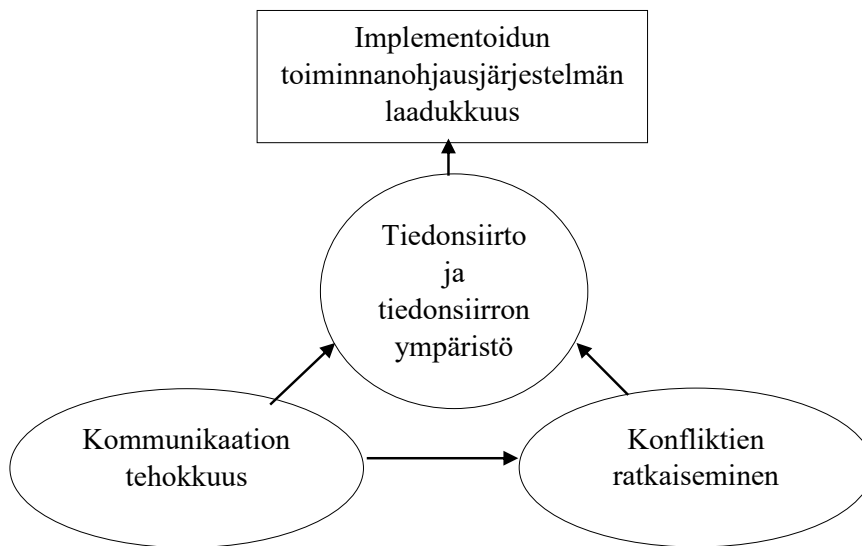 Implementoidun
toiminnanohjausjärjestelmän
laadukkuus
Tiedonsiirto
ja
tiedonsiirron
ympäristö
Kommunikaation
tehokkuus
Konfliktien
ratkaiseminen